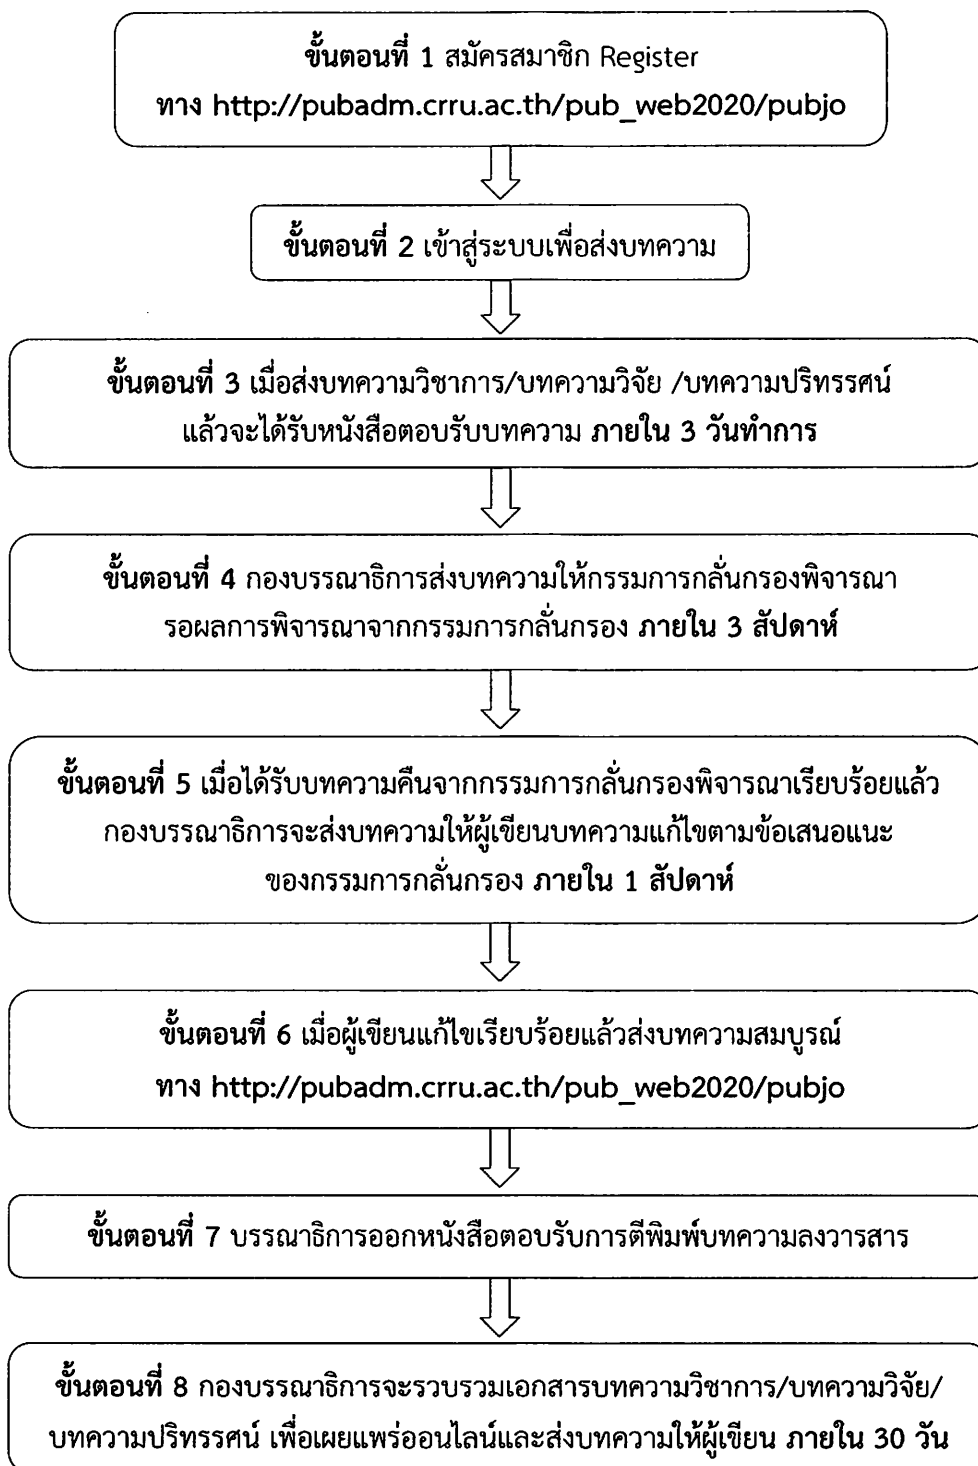 ขั้นตอนที่ 1 สมัครสมาชิก Register
ทาง http://pubadm.crru.ac.th/pub_web2020/pubjo
ขั้นตอนที่ 2 เข้าสู่ระบบเพื่อส่งบทความ
ขั้นตอนที่ 3 เมื่อส่งบทความวิชาการ/บทความวิจัย /บทความปริทรรศน์
แล้วจะได้รับหนังสือตอบรับบทความ ภายใน 3 วันทำการ
ขั้นตอนที่ 4 กองบรรณาธิการส่งบทความให้กรรมการกลั่นกรองพิจารณา
รอผลการพิจารณาจากกรรมการกลั่นกรอง ภายใน 3 สัปดาห์
ขั้นตอนที่ 5 เมื่อได้รับบทความคืนจากกรรมการกลั่นกรองพิจารณาเรียบร้อยแล้ว
กองบรรณาธิการจะส่งบทความให้ผู้เขียนบทความแก้ไขตามข้อเสนอแนะ
ของกรรมการกลั่นกรอง ภายใน 1 สัปดาห์
ขั้นตอนที่ 6 เมื่อผู้เขียนแก้ไขเรียบร้อยแล้วส่งบทความสมบูรณ์
ทาง http://pubadm.crru.ac.th/pub_web2020/pubjo
ขั้นตอนที่ 7 บรรณาธิการออกหนังสือตอบรับการตีพิมพ์บทความลงวารสาร
ขั้นตอนที่ 8 กองบรรณาธิการจะรวบรวมเอกสารบทความวิชาการ/บทความวิจัย/
บทความปริทรรศน์ เพื่อเผยแพร่ออนไลน์และส่งบทความให้ผู้เขียน ภายใน 30 วัน